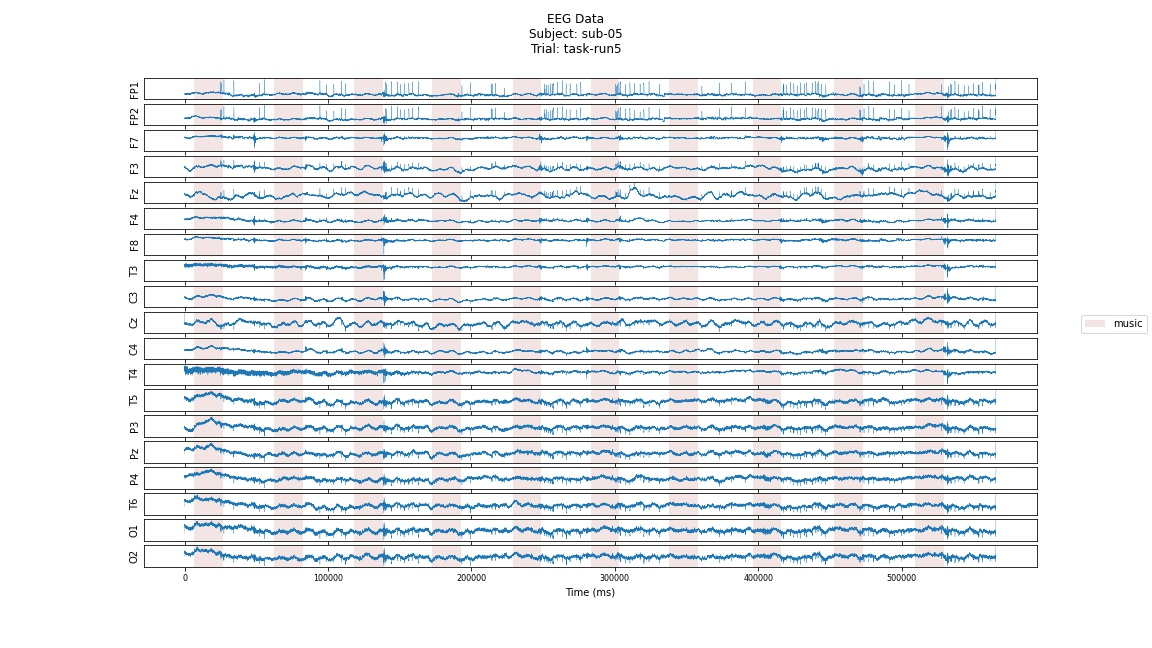 EEG Data
Subject: sub-05
Trial: task-run5
FP1
FP2
F7
F3
Fz
F4
F8
T3
C3
Cz
C4
T4
T5
P3
Pz
P4
T6
O1
O2
music
0 100000 200000 300000 400000 500000
Time (ms)